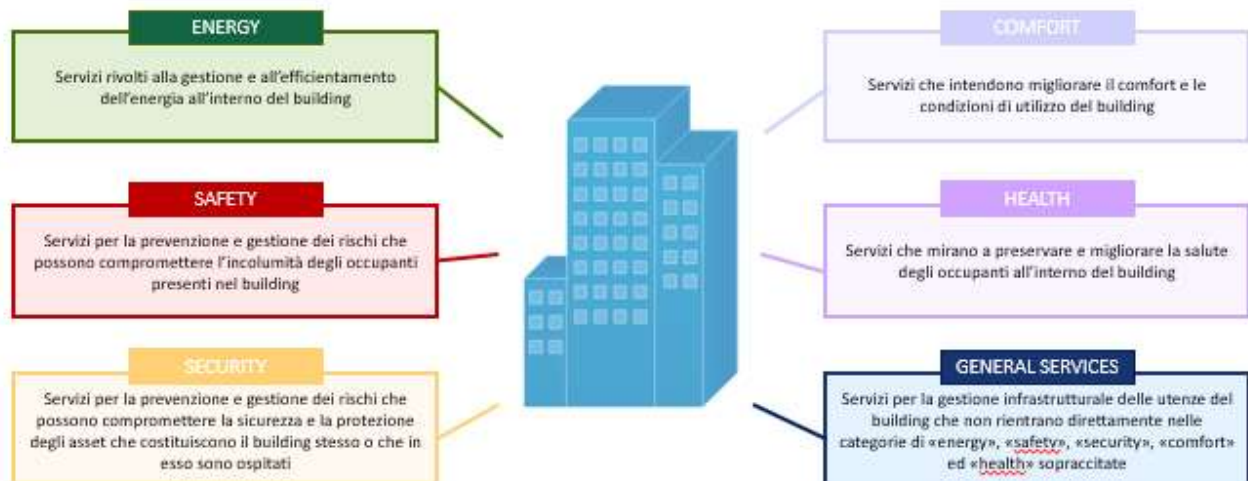 ENERGY
Servizi rivolti alla gestione e all'efficientamento
dell'energia all'interno del building
SAFETY
Servizi per la prevenzione e gestione dei rischi che
possono compromettere l'incolumità degli occupanti
presenti nel building
SECURITY
Servizi per la prevenzione e gestione dei rischi che
possono compromettere la sicurezza e la protezione
degli asset che costituiscono il building stesso o che in
esso sono ospitati
COMFORT
Servizi che intendono migliorare il comfort e le
condizioni di utilizzo del building
HEALTH
Servizi che mirano a preservare e migliorare la salute
degli occupanti all'interno del building
GENERAL SERVICES
Servizi per la gestione infrastrutturale delle utenze del
building che non rientrano direttamente nelle
categorie di «energy», «safety», «security», «comfort»
ed «health» sopraccitate